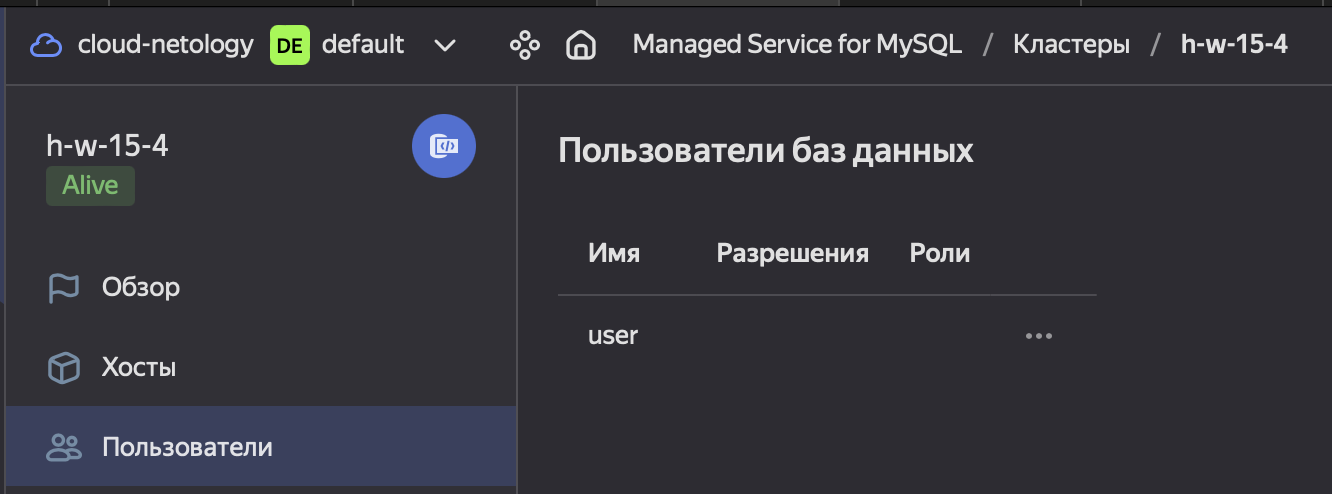 cloud-netology DE default Managed Service for MySQL / Кластеры / h-w-15-4
h-w-15-4
Alive
Обзор
Хосты
Пользователи
Пользователи баз данных
Имя Разрешения Роли
user